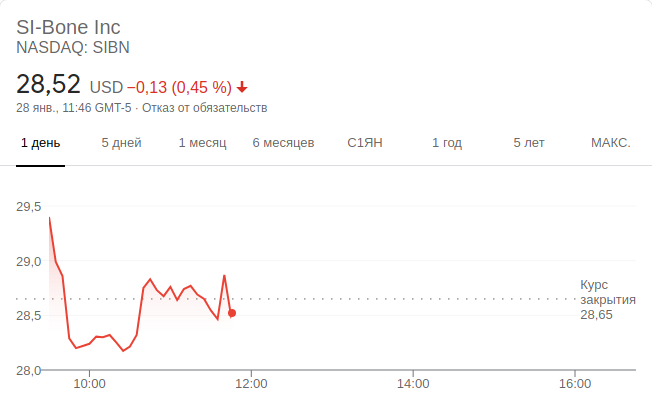 SI-Bone Inc
NASDAQ: SIBN
28,52 USD −0,13 (0,45 %)
28 янв., 11:46 GMT-5 · Отказ от обязательств
1 день 5 дней 1 месяц 6 месяцев С1ЯН 1 год 5 лет МАКС.
29,5
29,0
Курс
закрытия
28,65
28,5
28,0
10:00 12:00 14:00 16:00